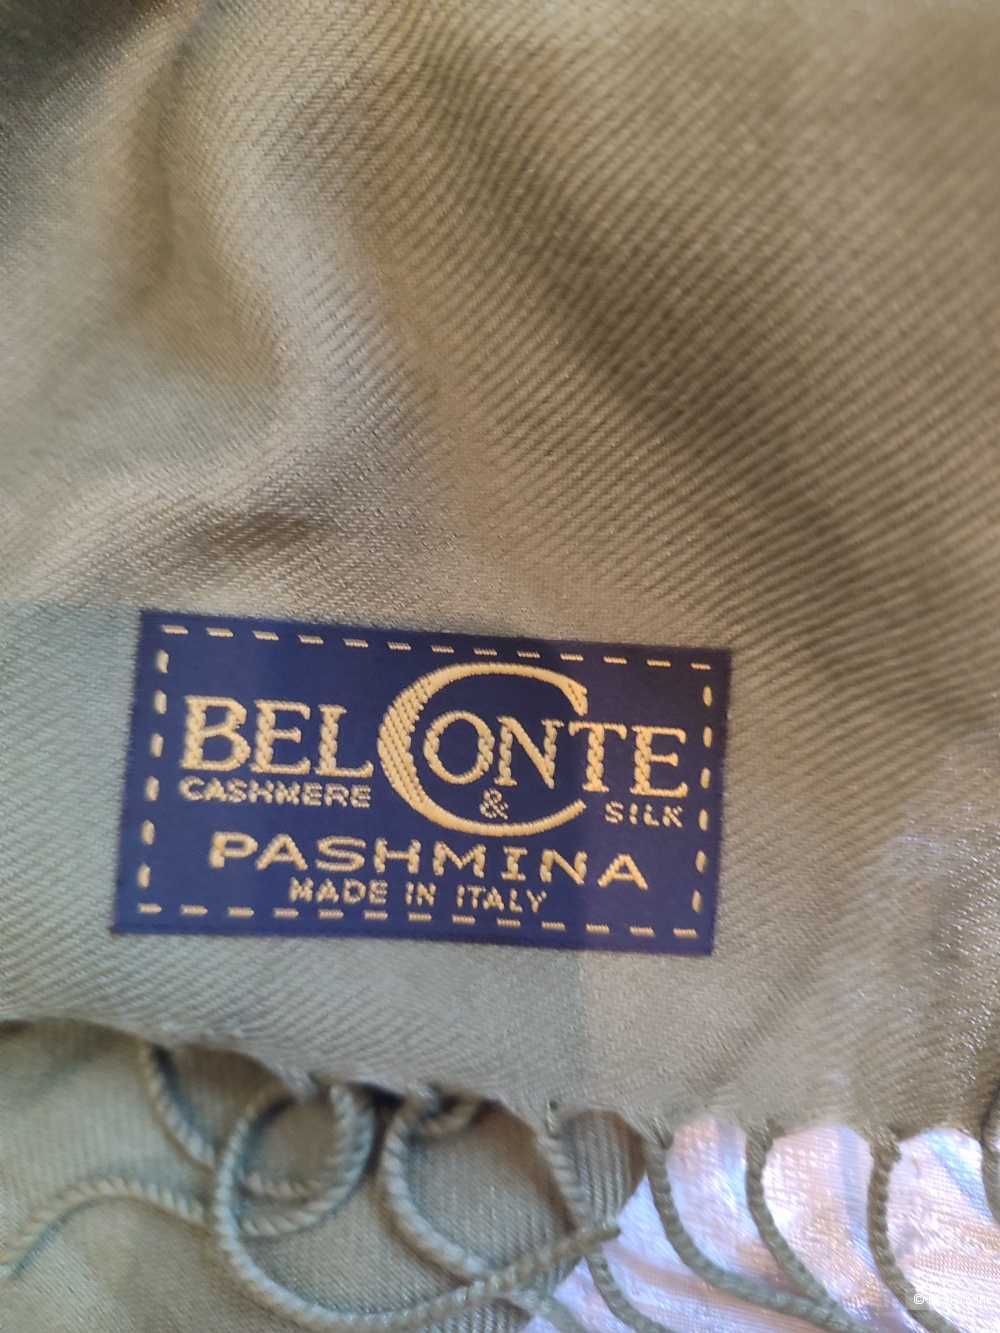 BELCONTE
CASHMERE & SILK
PASHMINA
MADE IN ITALY